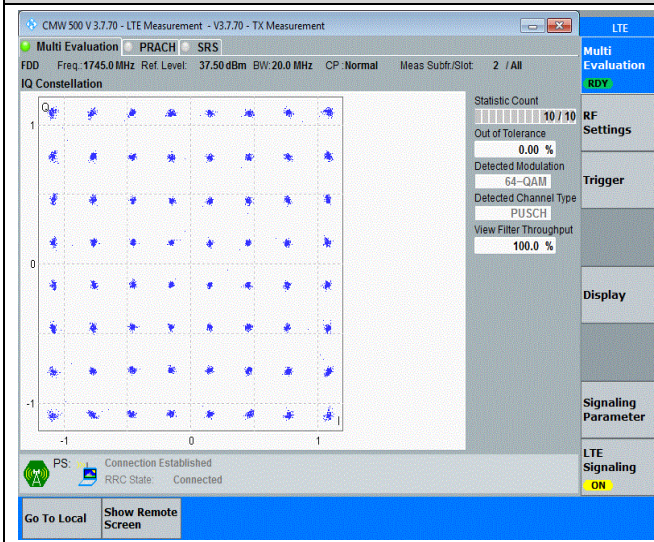 CMW 500 V 3.7.70 - LTE Measurement - V3.7.70 - TX Measurement
LTE
Multi Evaluation PRACH SRS
Multi Evaluation
RDY
FDD Freq.:1745.0 MHz Ref. Level: 37.50 dBm BW:20.0 MHz CP :Normal Meas Subfr./Slot: 2 / All
IQ Constellation
Q
1
0
-1
-1
0
1
I
Statistic Count
10 / 10
Out of Tolerance
0.00 %
Detected Modulation
64-QAM
Detected Channel Type
PUSCH
View Filter Throughput
100.0 %
RF
Settings
Trigger
Display
Signaling
Parameter
LTE
Signaling
ON
PS: Connection Established
RRC State: Connected
Go To Local
Show Remote
Screen